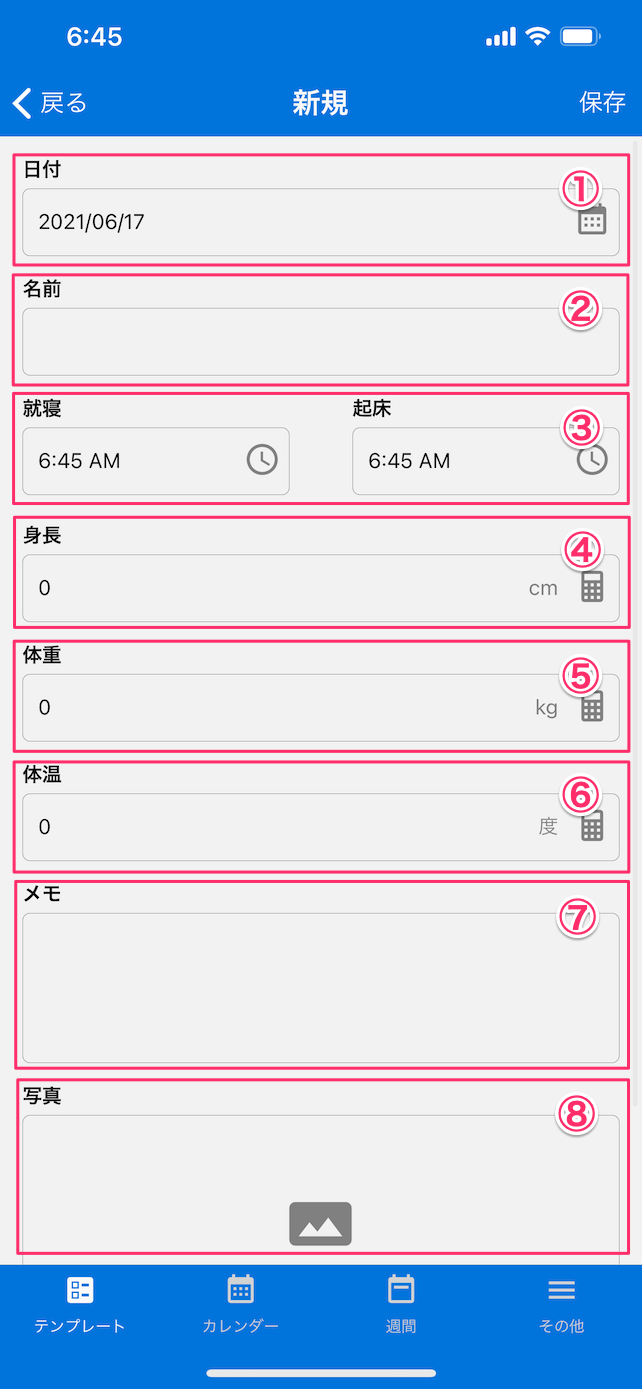 6:45
戻る 新規 保存
日付 ①
2021/06/17
名前 ②
就寝 起床 ③
6:45 AM 6:45 AM
身長 ④
0 cm
体重 ⑤
0 kg
体温 ⑥
0 度
メモ ⑦
写真 ⑧
テンプレート カレンダー 週間 その他